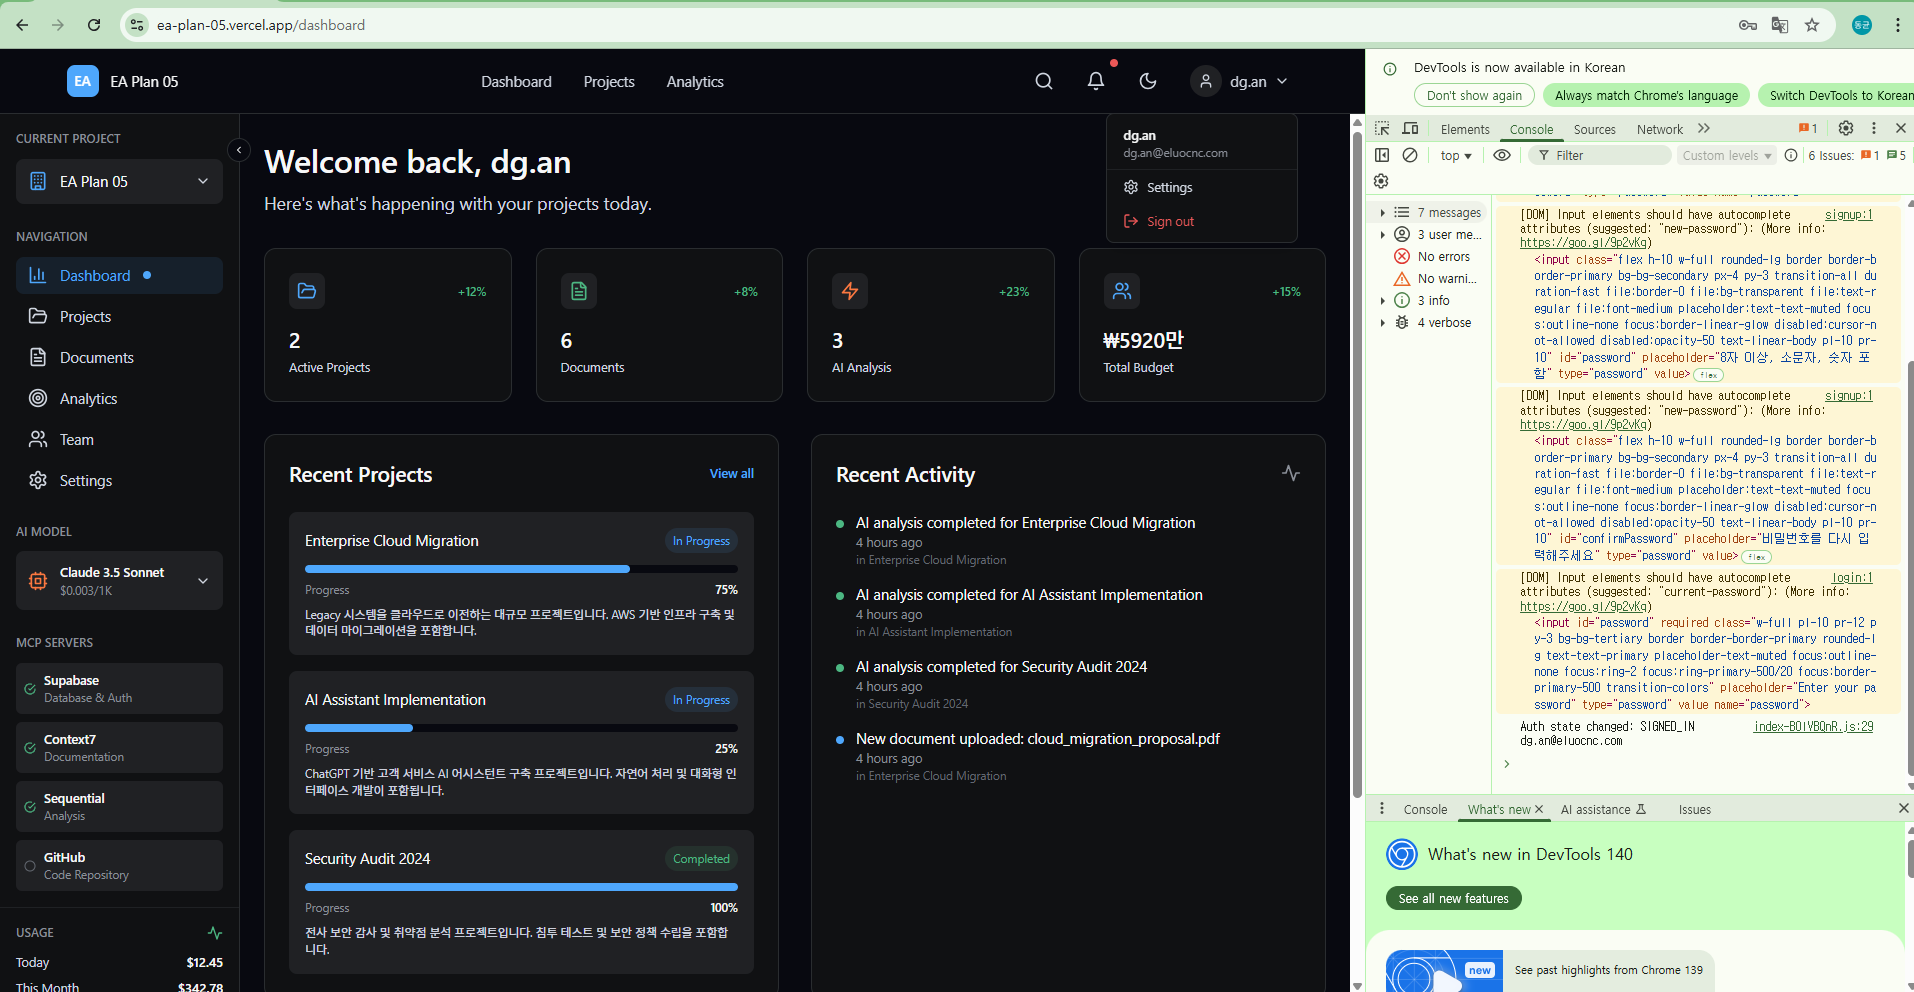 ea-plan-05.vercel.app/dashboard
동균
EA
EA Plan 05
Dashboard
Projects
Analytics
dg.an
CURRENT PROJECT
EA Plan 05
NAVIGATION
Dashboard
Projects
Documents
Analytics
Team
Settings
AI MODEL
Claude 3.5 Sonnet
$0.003/1K
MCP SERVERS
Supabase
Database & Auth
Context7
Documentation
Sequential
Analysis
GitHub
Code Repository
USAGE
Today $12.45
This Month $342.78
Welcome back, dg.an
Here's what's happening with your projects today.
dg.an
dg.an@eluocnc.com
Settings
Sign out
+12%
2
Active Projects
+8%
6
Documents
+23%
3
AI Analysis
+15%
₩5920만
Total Budget
Recent Projects
View all
Enterprise Cloud Migration
In Progress
Progress 75%
Legacy 시스템을 클라우드로 이전하는 대규모 프로젝트입니다. AWS 기반 인프라 구축 및
데이터 마이그레이션을 포함합니다.
AI Assistant Implementation
In Progress
Progress 25%
ChatGPT 기반 고객 서비스 AI 어시스턴트 구축 프로젝트입니다. 자연어 처리 및 대화형 인
터페이스 개발이 포함됩니다.
Security Audit 2024
Completed
Progress 100%
전사 보안 감사 및 취약점 분석 프로젝트입니다. 침투 테스트 및 보안 정책 수립을 포함합
니다.
Recent Activity
AI analysis completed for Enterprise Cloud Migration
4 hours ago
in Enterprise Cloud Migration
AI analysis completed for AI Assistant Implementation
4 hours ago
in AI Assistant Implementation
AI analysis completed for Security Audit 2024
4 hours ago
in Security Audit 2024
New document uploaded: cloud_migration_proposal.pdf
4 hours ago
in Enterprise Cloud Migration
DevTools is now available in Korean
Don't show again
Always match Chrome's language
Switch DevTools to Korean
Elements
Console
Sources
Network
1
top
Filter
Custom levels
6 Issues: 1 5
7 messages
3 user me...
No errors
No warni...
3 info
4 verbose
[DOM] Input elements should have autocomplete signup:1
attributes (suggested: "new-password"): (More info:
https://goo.gl/9p2vKq)
<input class="flex h-10 w-full rounded-lg border border-b
order-primary bg-bg-secondary px-4 py-3 transition-all du
ration-fast file:border-0 file:bg-transparent file:text-r
egular file:font-medium placeholder:text-text-muted focu
s:outline-none focus:border-linear-glow disabled:cursor-n
ot-allowed disabled:opacity-50 text-linear-body pl-10 pr-
10" id="password" placeholder="8자 이상, 소문자, 숫자 포
함" type="password" value> flex
[DOM] Input elements should have autocomplete signup:1
attributes (suggested: "new-password"): (More info:
https://goo.gl/9p2vKq)
<input class="flex h-10 w-full rounded-lg border border-b
order-primary bg-bg-secondary px-4 py-3 transition-all du
ration-fast file:border-0 file:bg-transparent file:text-r
egular file:font-medium placeholder:text-text-muted focu
s:outline-none focus:border-linear-glow disabled:cursor-n
ot-allowed disabled:opacity-50 text-linear-body pl-10 pr-
10" id="confirmPassword" placeholder="비밀번호를 다시 입
력해주세요" type="password" value> flex
[DOM] Input elements should have autocomplete login:1
attributes (suggested: "current-password"): (More info:
https://goo.gl/9p2vKq)
<input id="password" required class="w-full pl-10 pr-12 p
y-3 bg-bg-tertiary border border-border-primary rounded-l
g text-text-primary placeholder-text-muted focus:outline-
none focus:ring-2 focus:ring-primary-500/20 focus:border-
primary-500 transition-colors" placeholder="Enter your pa
ssword" type="password" value name="password">
Auth state changed: SIGNED_IN
dg.an@eluocnc.com
Console
What's new
AI assistance
Issues
What's new in DevTools 140
See all new features
new
See past highlights from Chrome 139